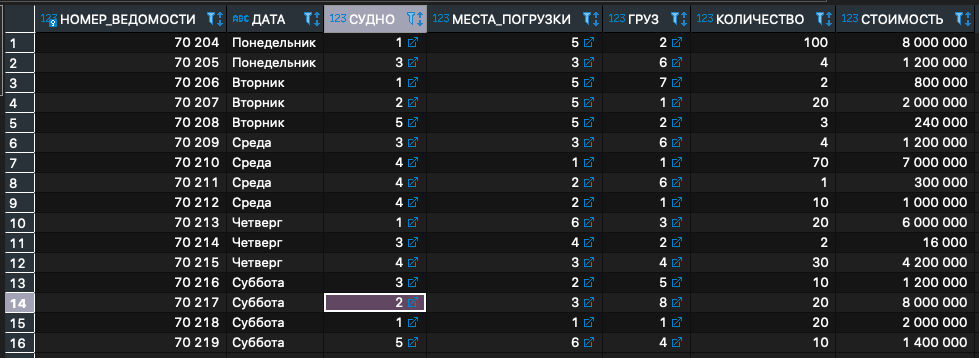 123 НОМЕР_ВЕДОМОСТИ ABC ДАТА 123 СУДНО 123 МЕСТА_ПОГРУЗКИ 123 ГРУЗ 123 КОЛИЧЕСТВО 123 СТОИМОСТЬ
1 70 204 Понедельник 1 5 2 100 8 000 000
2 70 205 Понедельник 3 3 6 4 1 200 000
3 70 206 Вторник 1 5 7 2 800 000
4 70 207 Вторник 2 5 1 20 2 000 000
5 70 208 Вторник 5 5 2 3 240 000
6 70 209 Среда 3 3 6 4 1 200 000
7 70 210 Среда 4 1 1 70 7 000 000
8 70 211 Среда 4 2 6 1 300 000
9 70 212 Среда 4 2 1 10 1 000 000
10 70 213 Четверг 1 6 3 20 6 000 000
11 70 214 Четверг 3 4 2 2 16 000
12 70 215 Четверг 4 3 4 30 4 200 000
13 70 216 Суббота 3 2 5 10 1 200 000
14 70 217 Суббота 2 3 8 20 8 000 000
15 70 218 Суббота 1 1 1 20 2 000 000
16 70 219 Суббота 5 6 4 10 1 400 000